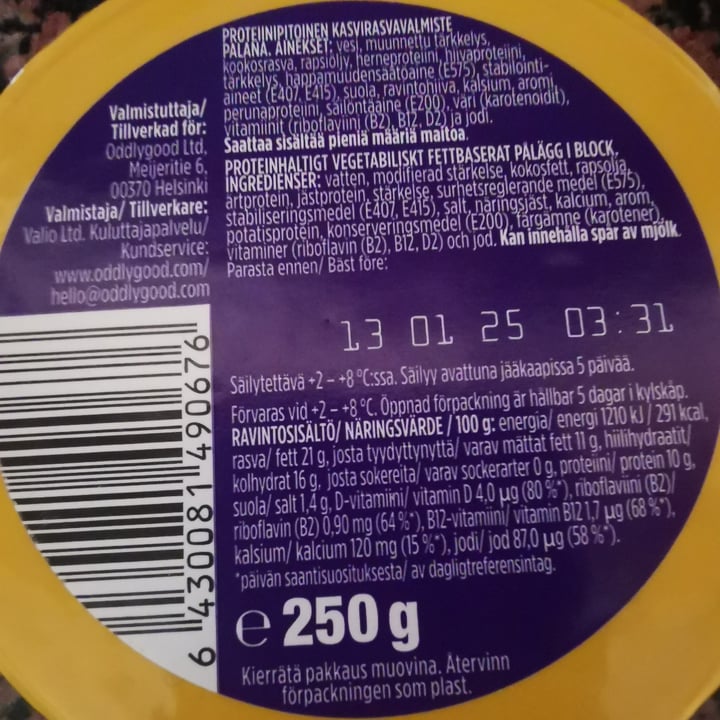 PROTEIINIPITOINEN KASVIRASVAVALMISTE
PALANA. AINEKSET: vesi, muunnettu tärkkelys,
kookosrasva, rapsiöljy, herneproteiini, hiivaproteiini,
tärkkelys, happamuudensäätöaine (E575), stabilointi-
aineet (E407, E415), suola, ravintohiiva, kalsium, aromi,
perunaproteiini, säilöntäaine (E200), väri (karotenoidit),
vitamiinit (riboflaviini (B2), B12, D2) ja jodi.
Saattaa sisältää pieniä määriä maitoa.
PROTEINHALTIGT VEGETABILISKT FETTBASERAT PÅLÄGG I BLOCK.
INGREDIENSER: vatten, modifierad stärkelse, kokosfett, rapsolja,
ärtprotein, jästprotein, stärkelse, surhetsreglerande medel (E575),
stabiliseringsmedel (E407, E415), salt, näringsjäst, kalcium, arom,
potatisprotein, konserveringsmedel (E200), färgämne (karotener),
vitaminer (riboflavin (B2), B12, D2) och jod. Kan innehålla spår av mjölk.
Parasta ennen/ Bäst före:
13 01 25 03:31
Säilytettävä +2 – +8 °C:ssa. Säilyy avattuna jääkaapissa 5 päivää.
Förvaras vid +2 – +8 °C. Öppnad förpackning är hållbar 5 dagar i kylskåp.
RAVINTOSISÄLTÖ/ NÄRINGSVÄRDE / 100 g: energia/ energi 1210 kJ / 291 kcal,
rasva/ fett 21 g, josta tyydyttynyttä/ varav mättat fett 11 g, hiilihydraatit/
kolhydrat 16 g, josta sokereita/ varav sockerarter 0 g, proteiini/ protein 10 g,
suola/ salt 1,4 g, D-vitamiini/ vitamin D 4,0 µg (80 %*), riboflaviini (B2)/
riboflavin (B2) 0,90 mg (64 %*), B12-vitamiini/ vitamin B12 1,7 µg (68 %*),
kalsium/ kalcium 120 mg (15 %*), jodi/ jod 87,0 µg (58 %*).
*päivän saantisuosituksesta/ av dagligtreferensintag.
e 250 g
Kierrätä pakkaus muovina. Återvinn
förpackningen som plast.
Valmistuttaja/
Tillverkad för:
Oddlygood Ltd.
Meijeritie 6,
00370 Helsinki
Valmistaja/ Tillverkare:
Valio Ltd. Kuluttajapalvelu/
Kundservice:
www.oddlygood.com/
hello@oddlygood.com
6 430081 490676